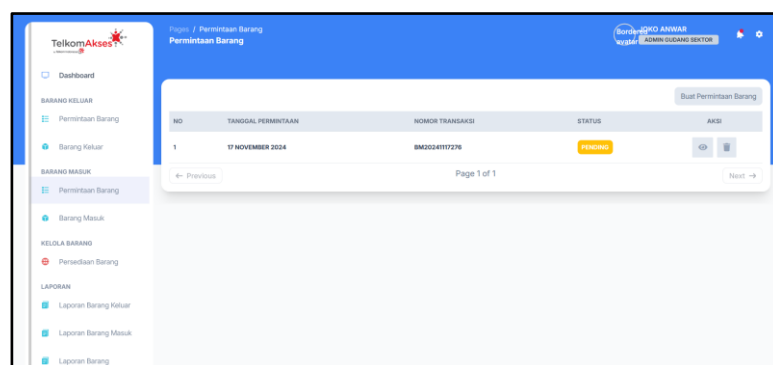 TelkomAkses
Dashboard
BARANG KELUAR
Permintaan Barang
Barang Keluar
BARANG MASUK
Permintaan Barang
Barang Masuk
KELOLA BARANG
Persediaan Barang
LAPORAN
Laporan Barang Keluar
Laporan Barang Masuk
Laporan Barang
Pages / Permintaan Barang
Permintaan Barang
Bordered avatar
JOKO ANWAR
ADMIN GUDANG SEKTOR
Buat Permintaan Barang
NO TANGGAL PERMINTAAN NOMOR TRANSAKSI STATUS AKSI
1 17 NOVEMBER 2024 BM20241117276 PENDING
← Previous Page 1 of 1 Next →